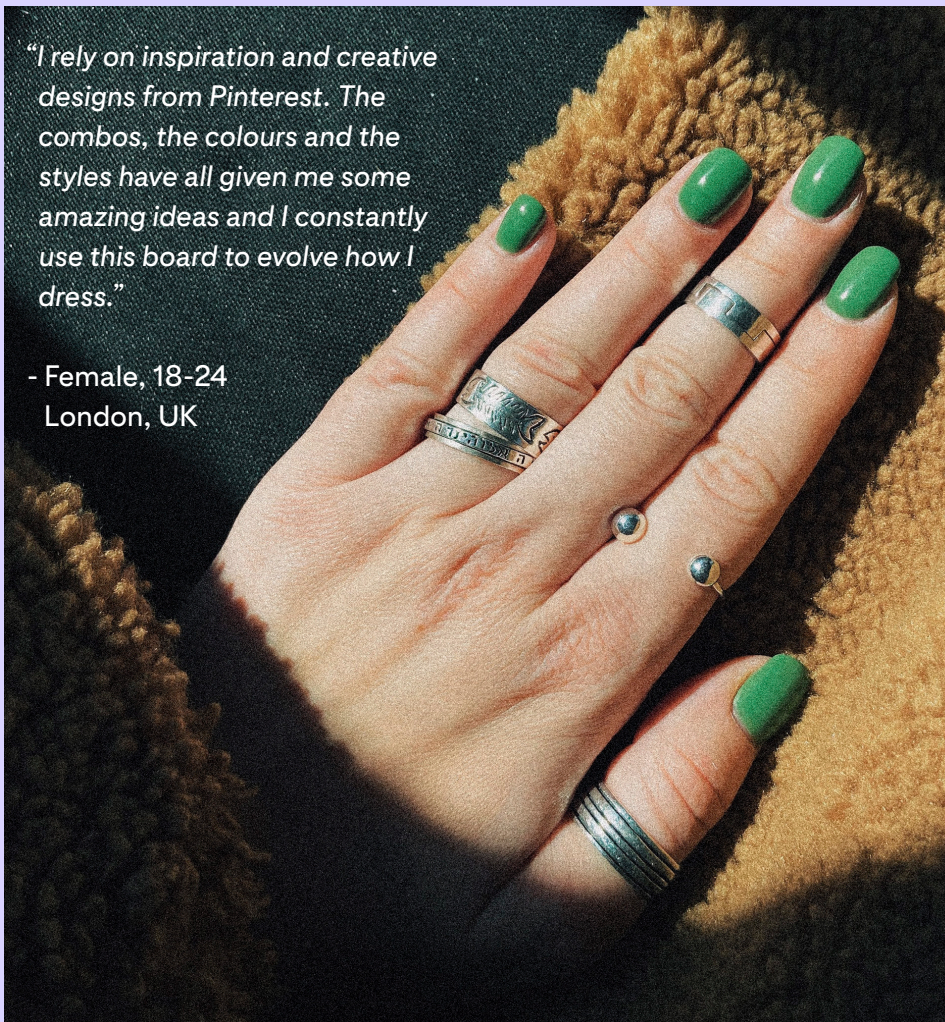 “I rely on inspiration and creative
designs from Pinterest. The
combos, the colours and the
styles have all given me some
amazing ideas and I constantly
use this board to evolve how I
dress.”
- Female, 18-24
London, UK